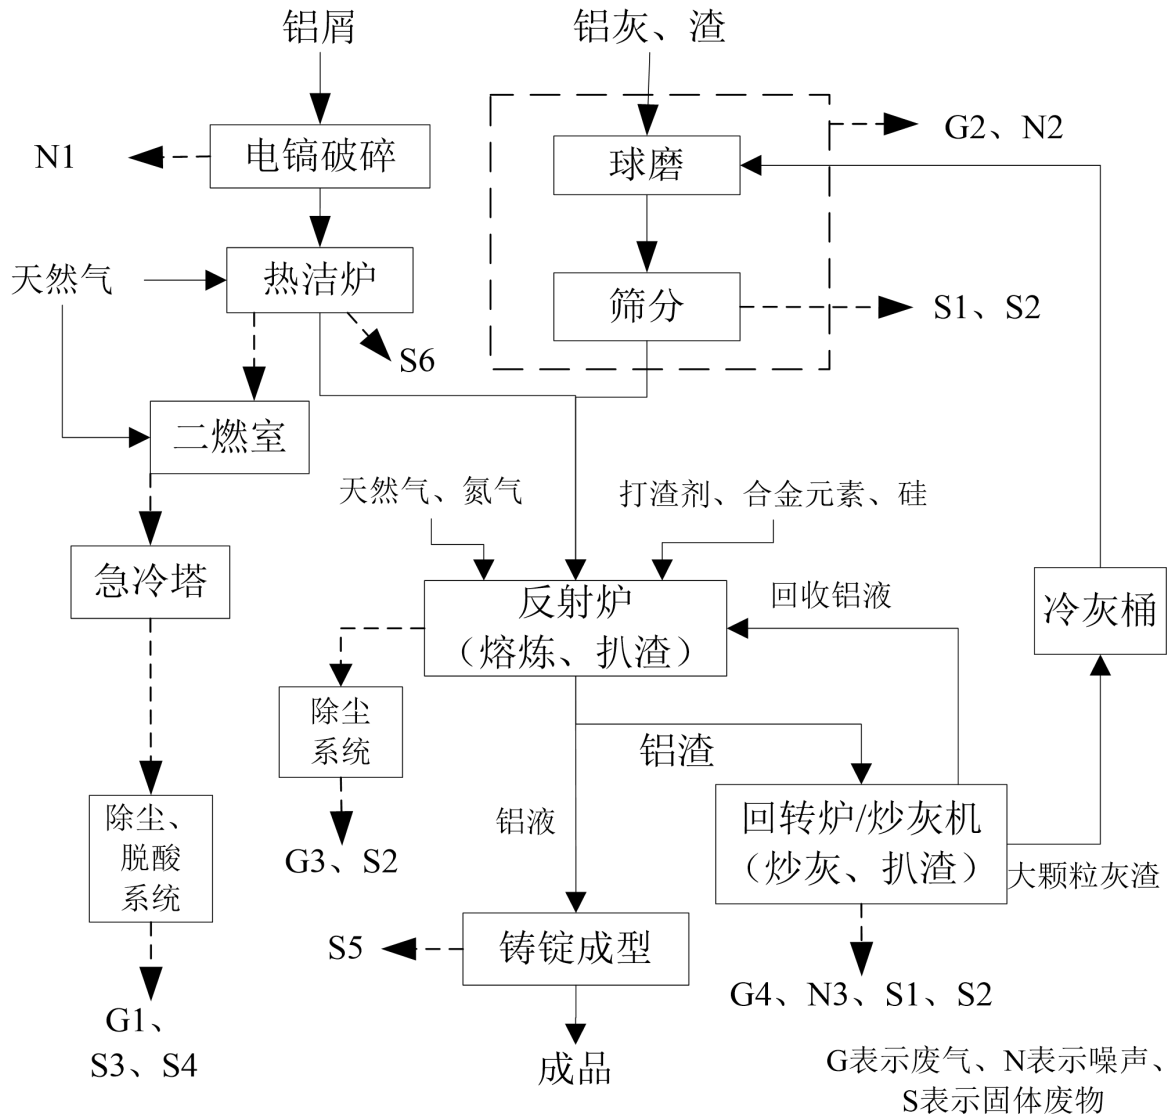 铝屑
铝灰、渣
电镐破碎
N1
G2、N2
球磨
热洁炉
天然气
筛分
S1、S2
S6
二燃室
天然气、氮气
打渣剂、合金元素、硅
急冷塔
反射炉
（熔炼、扒渣）
回收铝液
冷灰桶
除尘
系统
铝渣
铝液
除尘、
脱酸
系统
G3、S2
回转炉/炒灰机
（炒灰、扒渣）
大颗粒灰渣
S5
铸锭成型
G4、N3、S1、S2
G1、
S3、S4
成品
G表示废气、N表示噪声、
S表示固体废物